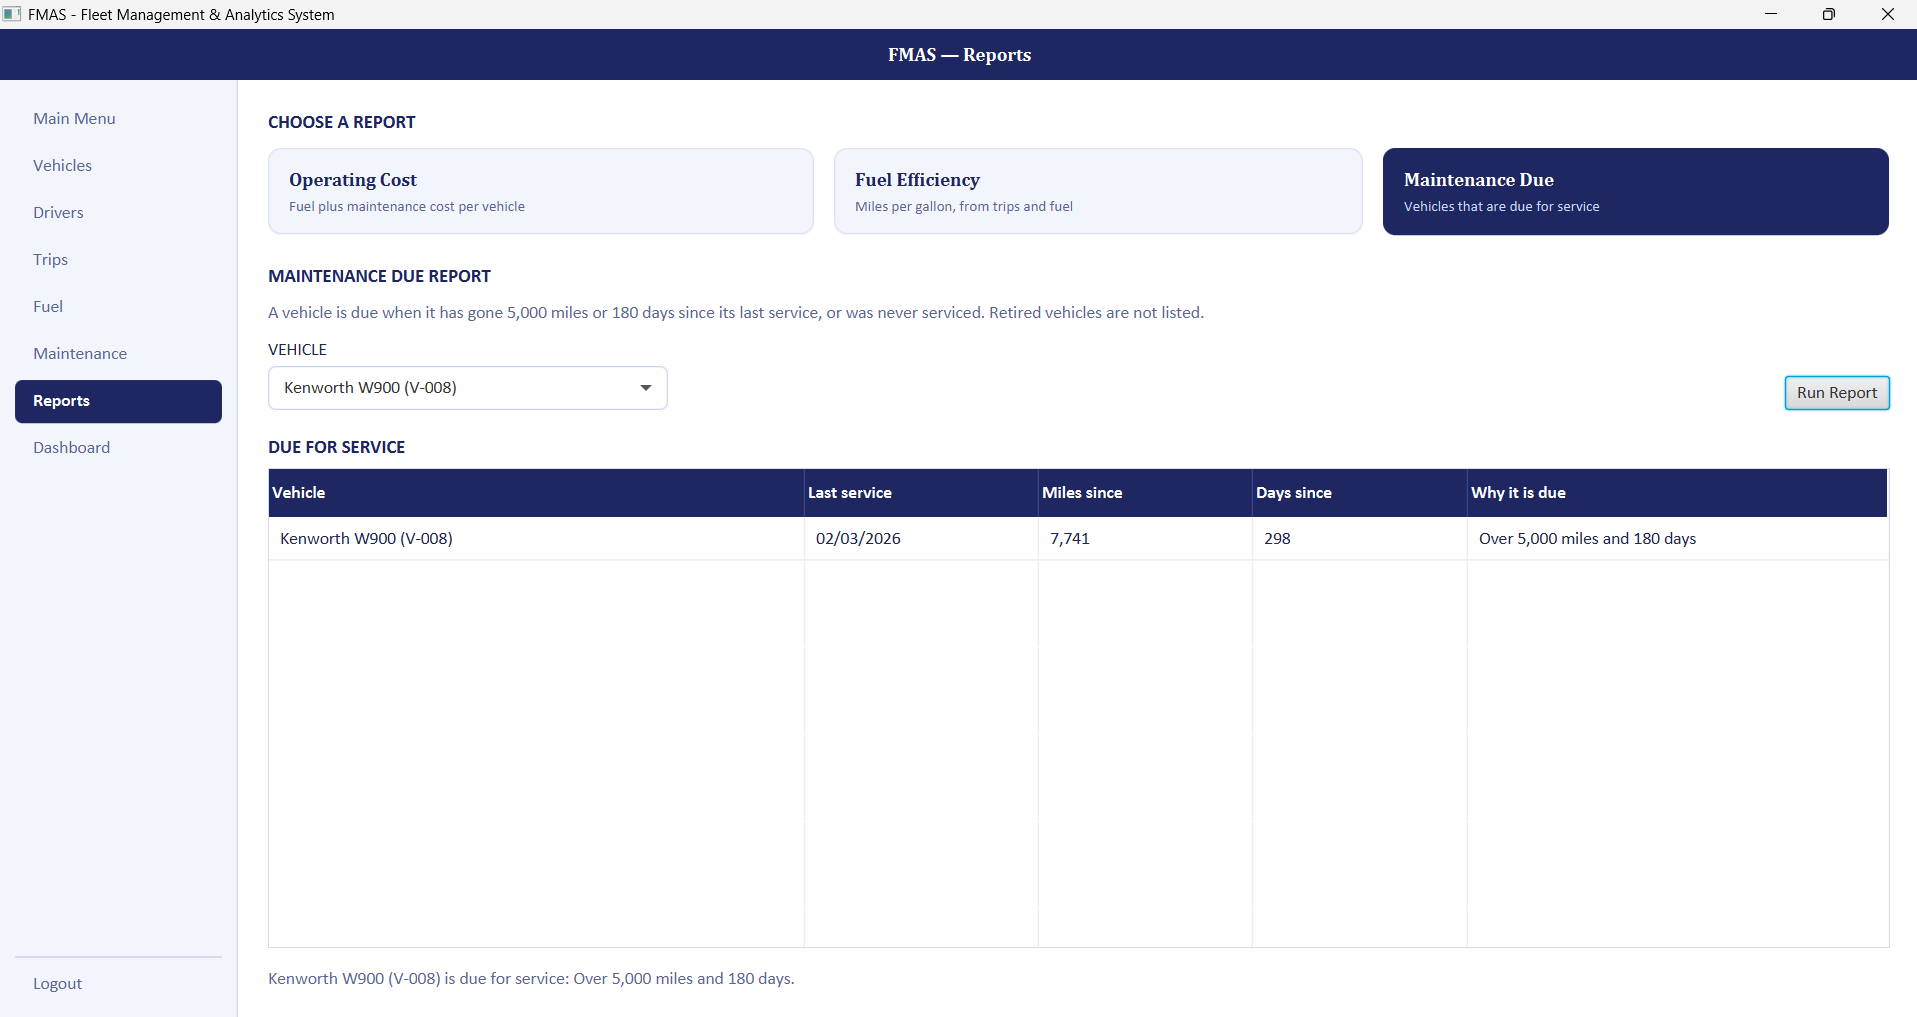 FMAS - Fleet Management & Analytics System
FMAS — Reports
Main Menu
Vehicles
Drivers
Trips
Fuel
Maintenance
Reports
Dashboard
Logout
CHOOSE A REPORT
Operating Cost
Fuel plus maintenance cost per vehicle
Fuel Efficiency
Miles per gallon, from trips and fuel
Maintenance Due
Vehicles that are due for service
MAINTENANCE DUE REPORT
A vehicle is due when it has gone 5,000 miles or 180 days since its last service, or was never serviced. Retired vehicles are not listed.
VEHICLE
Kenworth W900 (V-008)
Run Report
DUE FOR SERVICE
Vehicle Last service Miles since Days since Why it is due
Kenworth W900 (V-008) 02/03/2026 7,741 298 Over 5,000 miles and 180 days
Kenworth W900 (V-008) is due for service: Over 5,000 miles and 180 days.